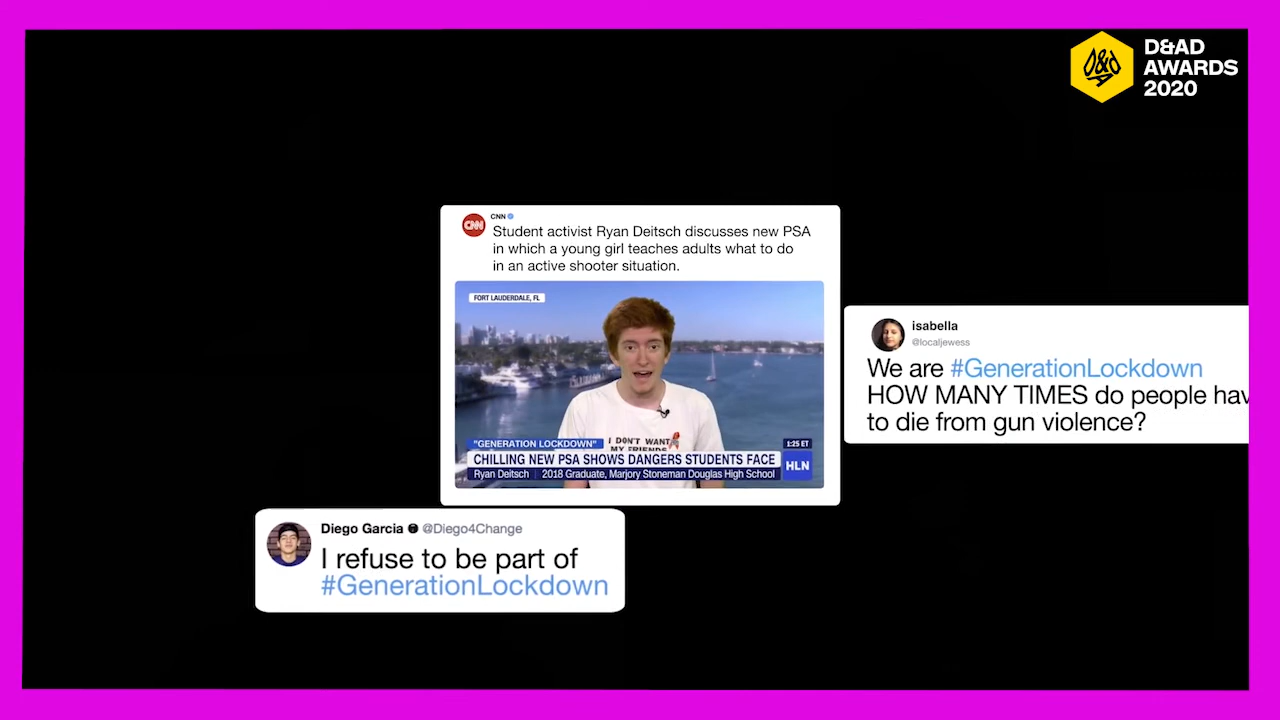 D&AD
D&AD
AWARDS
2020
CNN
CNN
Student activist Ryan Deitsch discusses new PSA
in which a young girl teaches adults what to do
in an active shooter situation.
FORT LAUDERDALE, FL
I DON'T WANT
MY FRIENDS
"GENERATION LOCKDOWN"
1:25 ET
CHILLING NEW PSA SHOWS DANGERS STUDENTS FACE
HLN
Ryan Deitsch | 2018 Graduate, Marjory Stoneman Douglas High School
isabella
@localjewess
We are #GenerationLockdown
HOW MANY TIMES do people hav
to die from gun violence?
Diego Garcia @Diego4Change
I refuse to be part of
#GenerationLockdown